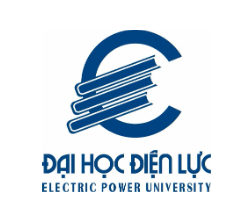 ĐẠI HỌC ĐIỆN LỰC
ELECTRIC POWER UNIVERSITY